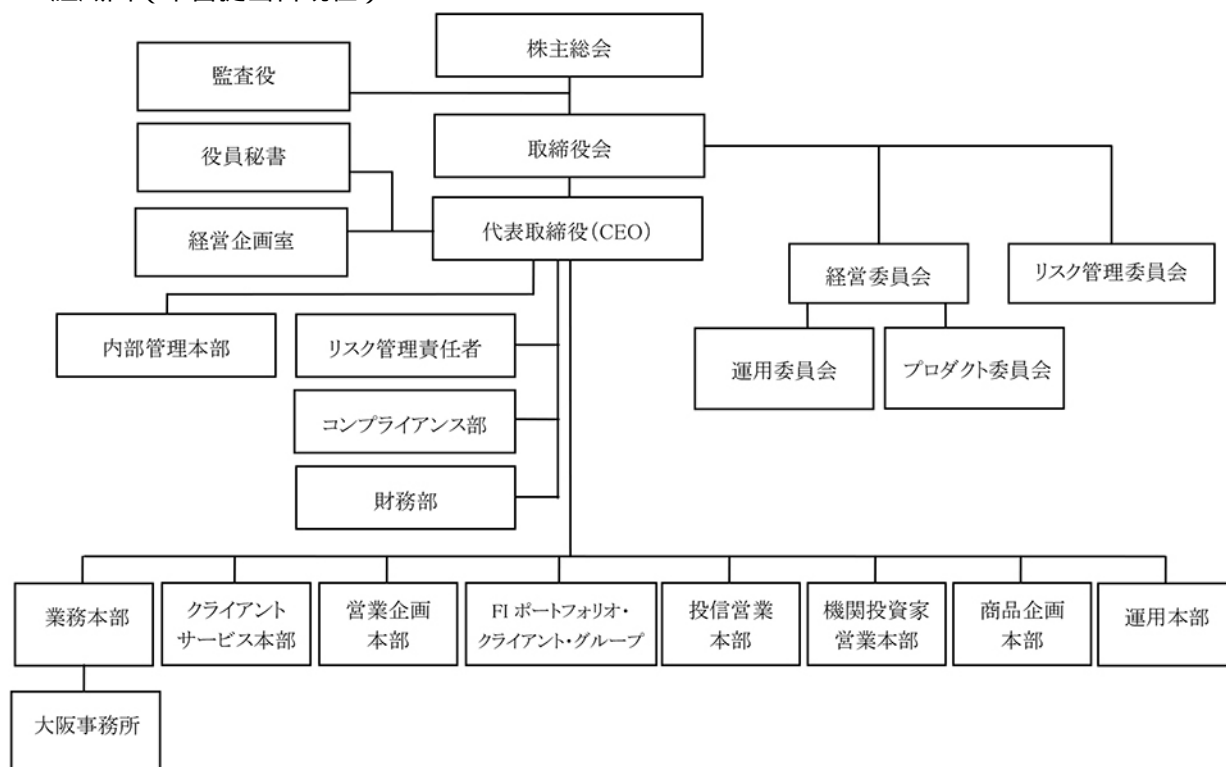 株主総会
監査役
取締役会
役員秘書
代表取締役(CEO)
経営企画室
経営委員会
リスク管理委員会
内部管理本部
リスク管理責任者
運用委員会
プロダクト委員会
コンプライアンス部
財務部
業務本部
クライアント
サービス本部
営業企画
本部
FI ポートフォリオ・
クライアント・グループ
投信営業
本部
機関投資家
営業本部
商品企画
本部
運用本部
大阪事務所